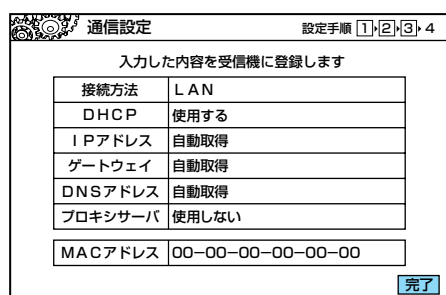 通信設定 設定手順 1 2 3 4
入力した内容を受信機に登録します
接続方法 LAN
DHCP 使用する
IPアドレス 自動取得
ゲートウェイ 自動取得
DNSアドレス 自動取得
プロキシサーバ 使用しない
MACアドレス 00−00−00−00−00−00
完了